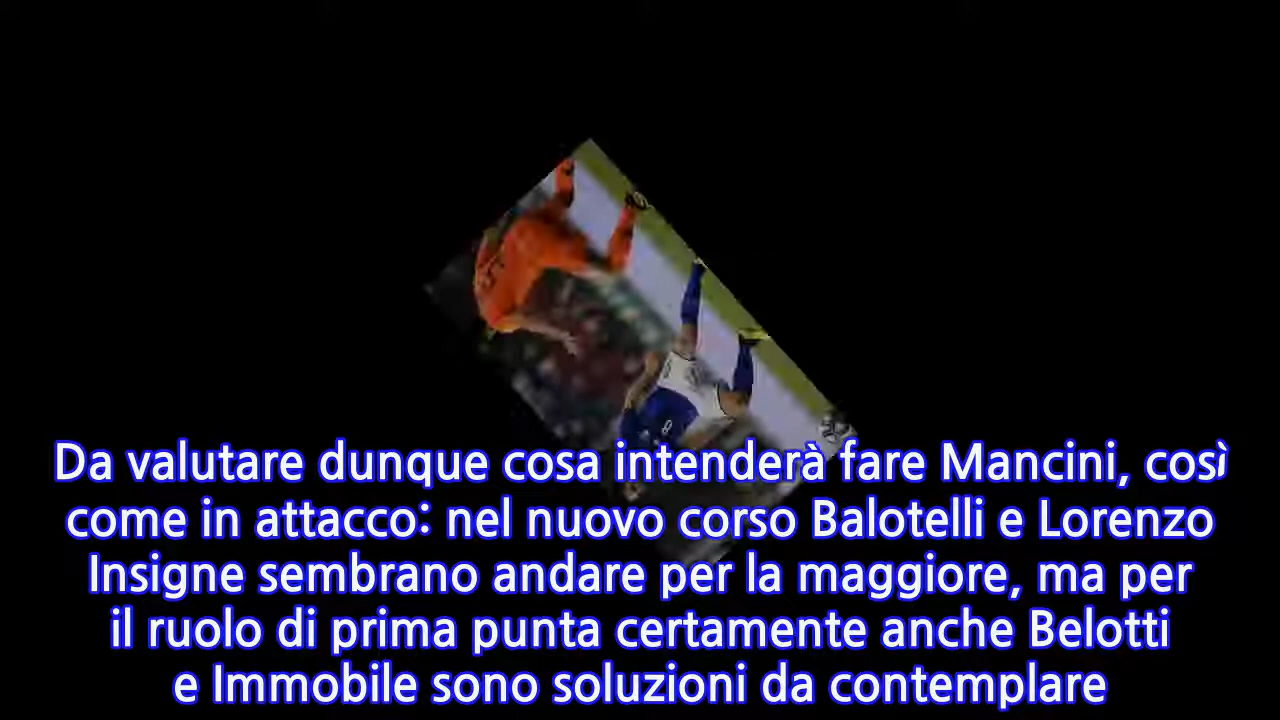 Da valutare dunque cosa intenderà fare Mancini, così
come in attacco: nel nuovo corso Balotelli e Lorenzo
Insigne sembrano andare per la maggiore, ma per
il ruolo di prima punta certamente anche Belotti
e Immobile sono soluzioni da contemplare